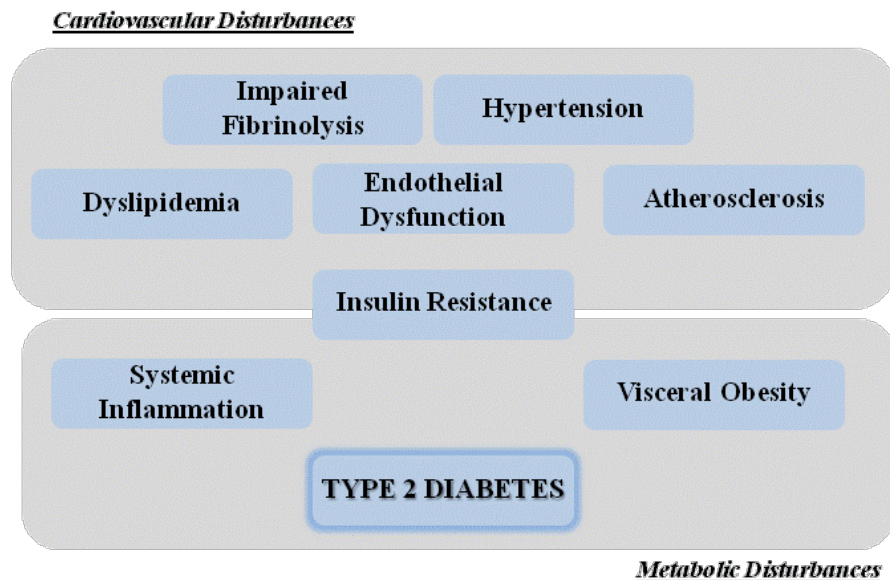 Cardiovascular Disturbances
Impaired
Fibrinolysis
Hypertension
Dyslipidemia
Endothelial
Dysfunction
Atherosclerosis
Insulin Resistance
Systemic
Inflammation
Visceral Obesity
TYPE 2 DIABETES
Metabolic Disturbances